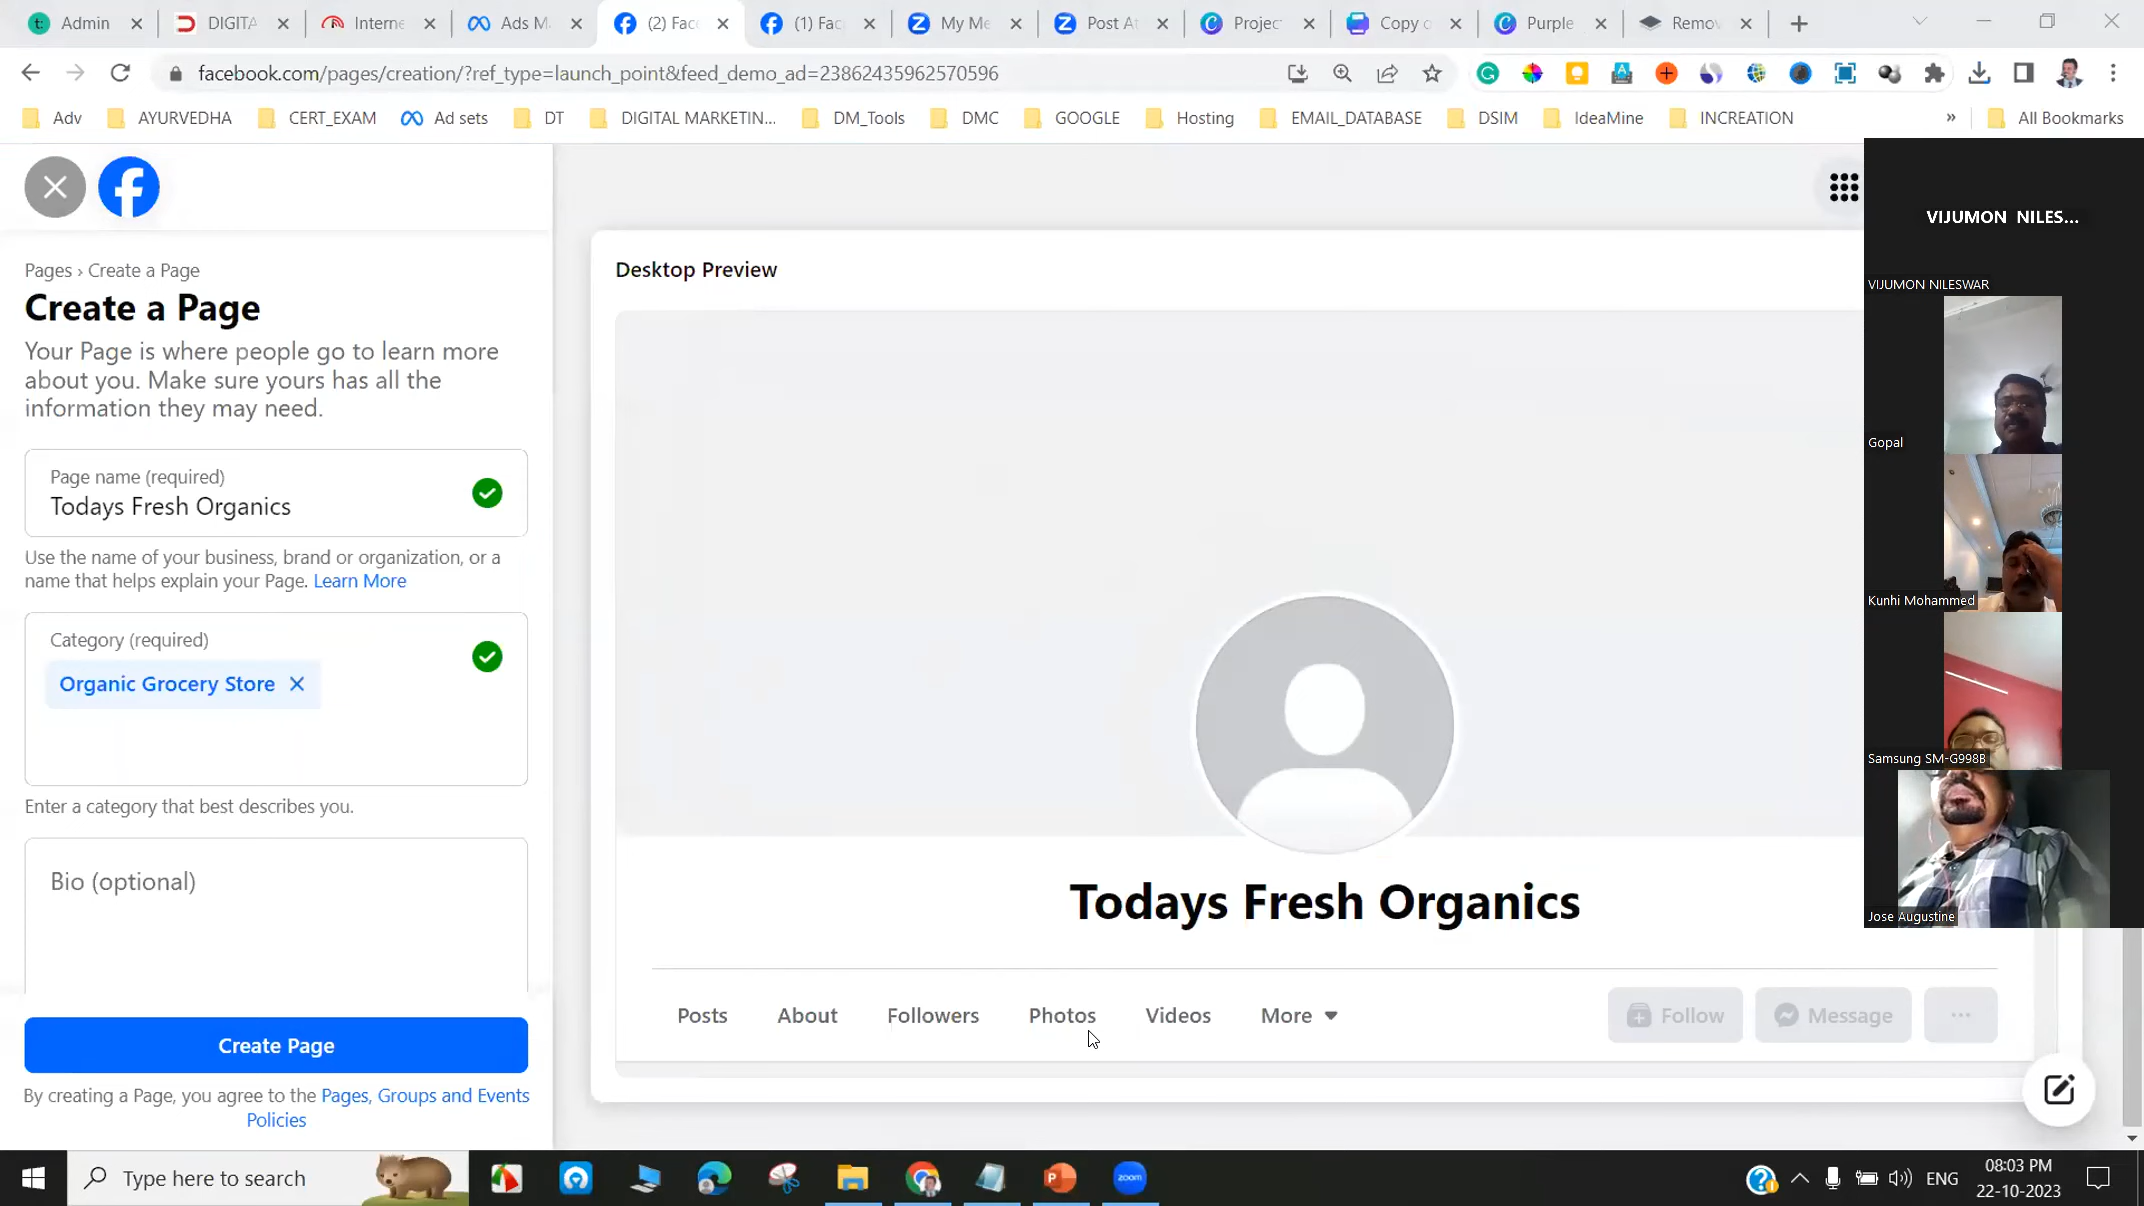 Admin
DIGITA
Interne
Ads M
(2) Fac
(1) Fac
My Me
Post At
Projec
Copy o
Purple
Remov
facebook.com/pages/creation/?ref_type=launch_point&feed_demo_ad=23862435962570596
Adv
AYURVEDHA
CERT_EXAM
Ad sets
DT
DIGITAL MARKETIN...
DM_Tools
DMC
GOOGLE
Hosting
EMAIL_DATABASE
DSIM
IdeaMine
INCREATION
»
All Bookmarks
Pages › Create a Page
Create a Page
Your Page is where people go to learn more
about you. Make sure yours has all the
information they may need.
Page name (required)
Todays Fresh Organics
Use the name of your business, brand or organization, or a
name that helps explain your Page. Learn More
Category (required)
Organic Grocery Store
Enter a category that best describes you.
Bio (optional)
Create Page
By creating a Page, you agree to the Pages, Groups and Events
Policies
Desktop Preview
Todays Fresh Organics
Posts
About
Followers
Photos
Videos
More
Follow
Message
VIJUMON NILES...
VIJUMON NILESWAR
Gopal
Kunhi Mohammed
Samsung SM-G998B
Jose Augustine
Type here to search
zoom
ENG
08:03 PM
22-10-2023